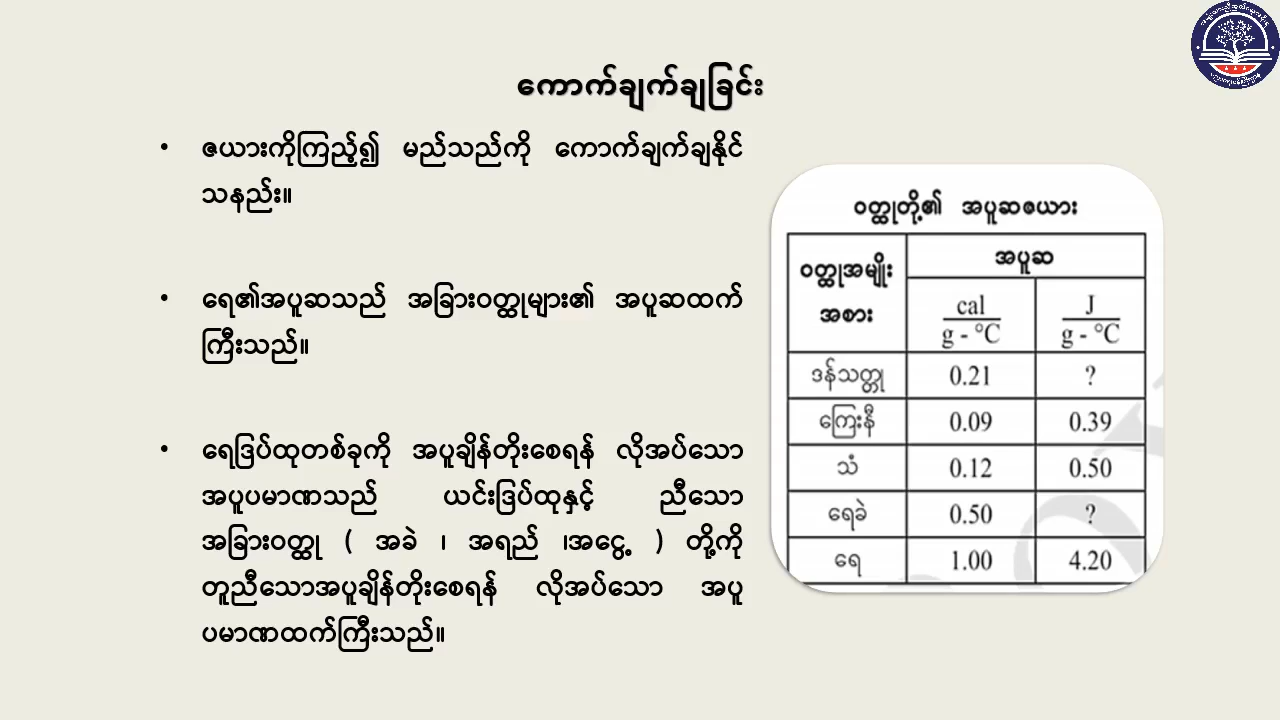 ကောက်ချက်ချခြင်း
• ဇယားကိုကြည့်၍ မည်သည်ကို ကောက်ချက်ချနိုင်
သနည်း။
• ရေ၏အပူဆသည် အခြားဝတ္ထုများ၏ အပူဆထက်
ကြီးသည်။
• ရေဒြပ်ထုတစ်ခုကို အပူချိန်တိုးစေရန် လိုအပ်သော
အပူပမာဏသည် ယင်းဒြပ်ထုနှင့် ညီသော
အခြားဝတ္ထု ( အခဲ ၊ အရည် ၊အငွေ့ ) တို့ကို
တူညီသောအပူချိန်တိုးစေရန် လိုအပ်သော အပူ
ပမာဏထက်ကြီးသည်။
ဝတ္ထုတို့၏ အပူဆဇယား
ဝတ္ထုအမျိုး အပူဆ
အစား cal / g - °C J / g - °C
ဒန်သတ္တု 0.21 ?
ကြေးနီ 0.09 0.39
သံ 0.12 0.50
ရေခဲ 0.50 ?
ရေ 1.00 4.20